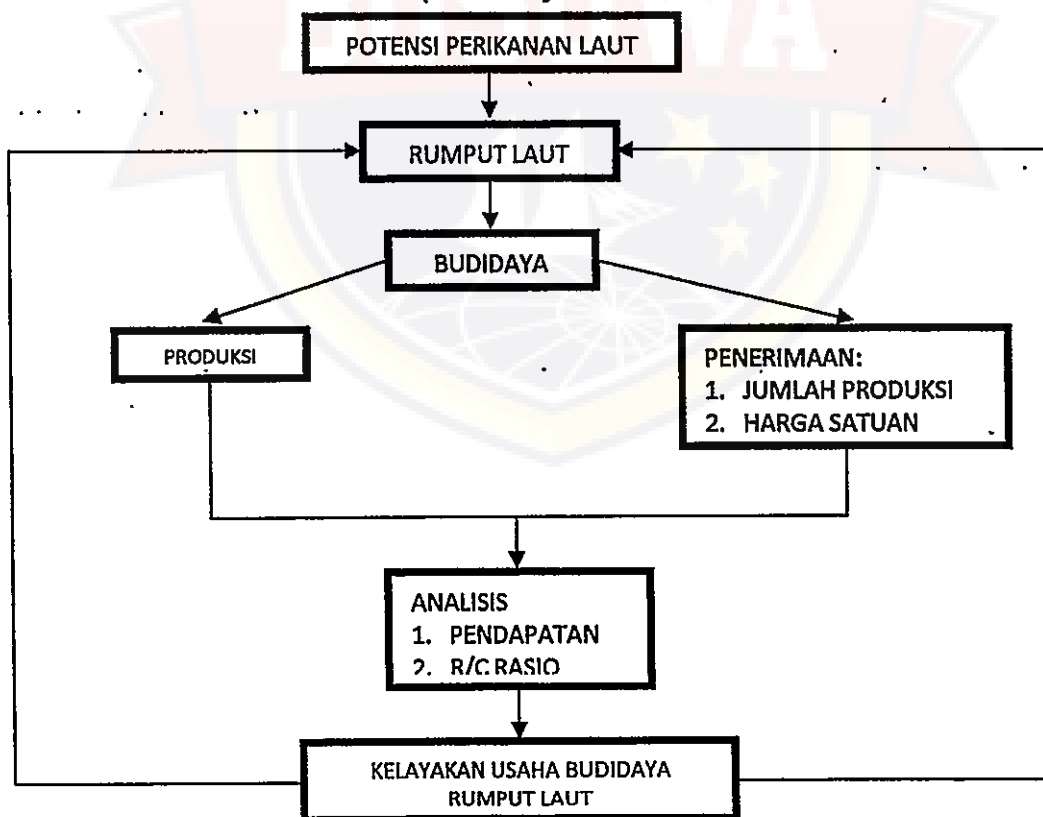 POTENSI PERIKANAN LAUT
RUMPUT LAUT
BUDIDAYA
PRODUKSI
PENERIMAAN:
1. JUMLAH PRODUKSI
2. HARGA SATUAN
ANALISIS
1. PENDAPATAN
2. R/C RASIO
KELAYAKAN USAHA BUDIDAYA
RUMPUT LAUT